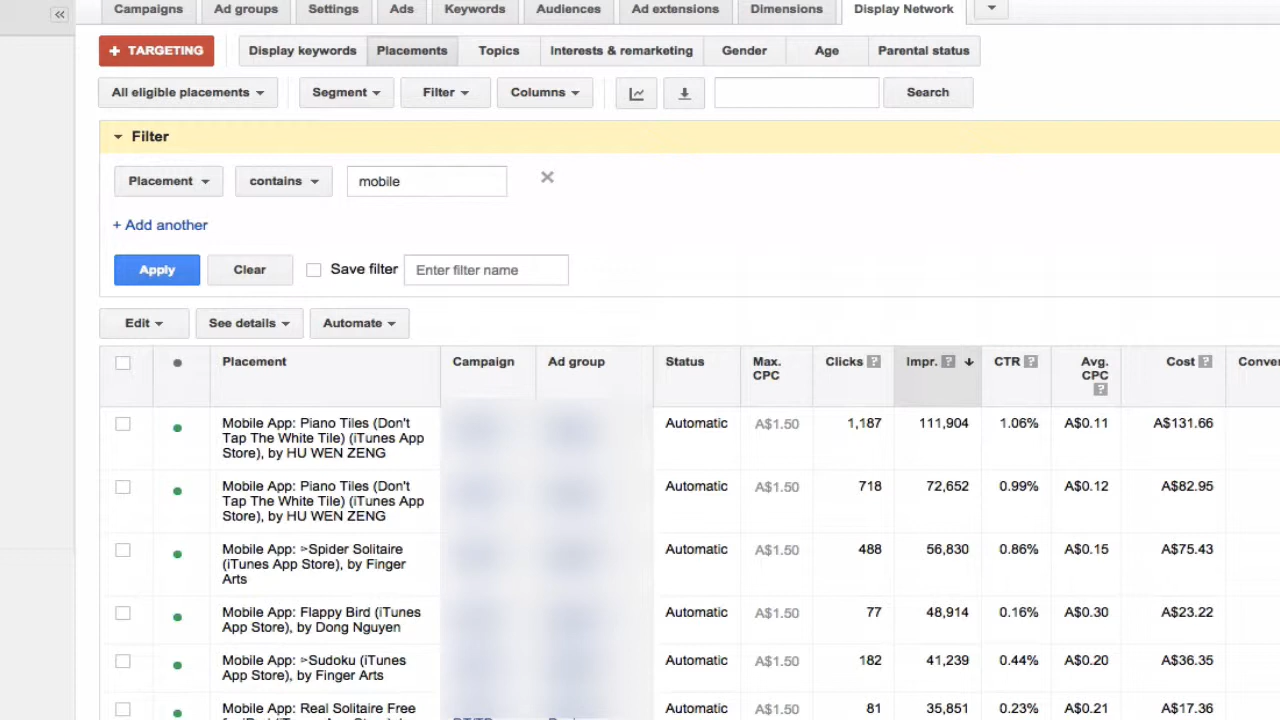 «
Campaigns Ad groups Settings Ads Keywords Audiences Ad extensions Dimensions Display Network
+ TARGETING Display keywords Placements Topics Interests & remarketing Gender Age Parental status
All eligible placements Segment Filter Columns Search
Filter
Placement contains mobile ×
+ Add another
Apply Clear Save filter Enter filter name
Edit See details Automate
Placement Campaign Ad group Status Max. CPC Clicks ? Impr. ? ↓ CTR ? Avg. CPC ? Cost ? Conver
Mobile App: Piano Tiles (Don't Automatic A$1.50 1,187 111,904 1.06% A$0.11 A$131.66
Tap The White Tile) (iTunes App
Store), by HU WEN ZENG
Mobile App: Piano Tiles (Don't Automatic A$1.50 718 72,652 0.99% A$0.12 A$82.95
Tap The White Tile) (iTunes App
Store), by HU WEN ZENG
Mobile App: >Spider Solitaire Automatic A$1.50 488 56,830 0.86% A$0.15 A$75.43
(iTunes App Store), by Finger
Arts
Mobile App: Flappy Bird (iTunes Automatic A$1.50 77 48,914 0.16% A$0.30 A$23.22
App Store), by Dong Nguyen
Mobile App: >Sudoku (iTunes Automatic A$1.50 182 41,239 0.44% A$0.20 A$36.35
App Store), by Finger Arts
Mobile App: Real Solitaire Free Automatic A$1.50 81 35,851 0.23% A$0.21 A$17.36